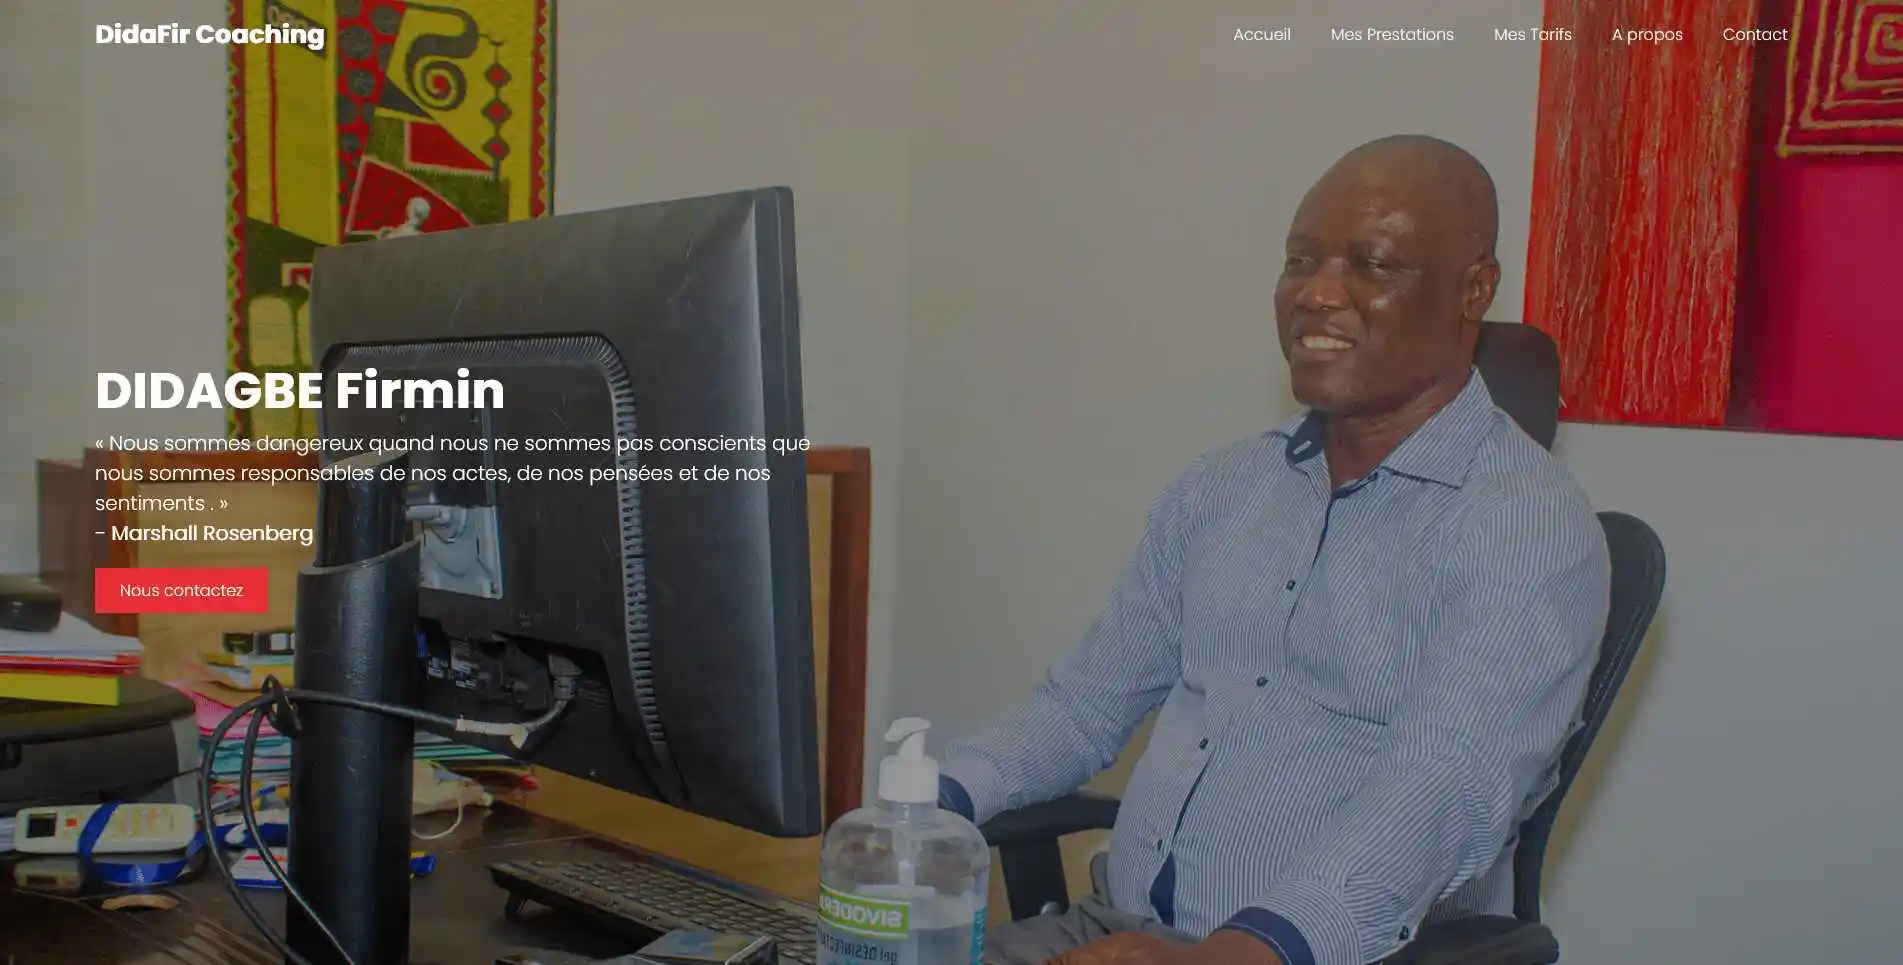 DidaFir Coaching
Accueil
Mes Prestations
Mes Tarifs
A propos
Contact
DIDAGBE Firmin
« Nous sommes dangereux quand nous ne sommes pas conscients que
nous sommes responsables de nos actes, de nos pensées et de nos
sentiments . »
- Marshall Rosenberg
Nous contactez